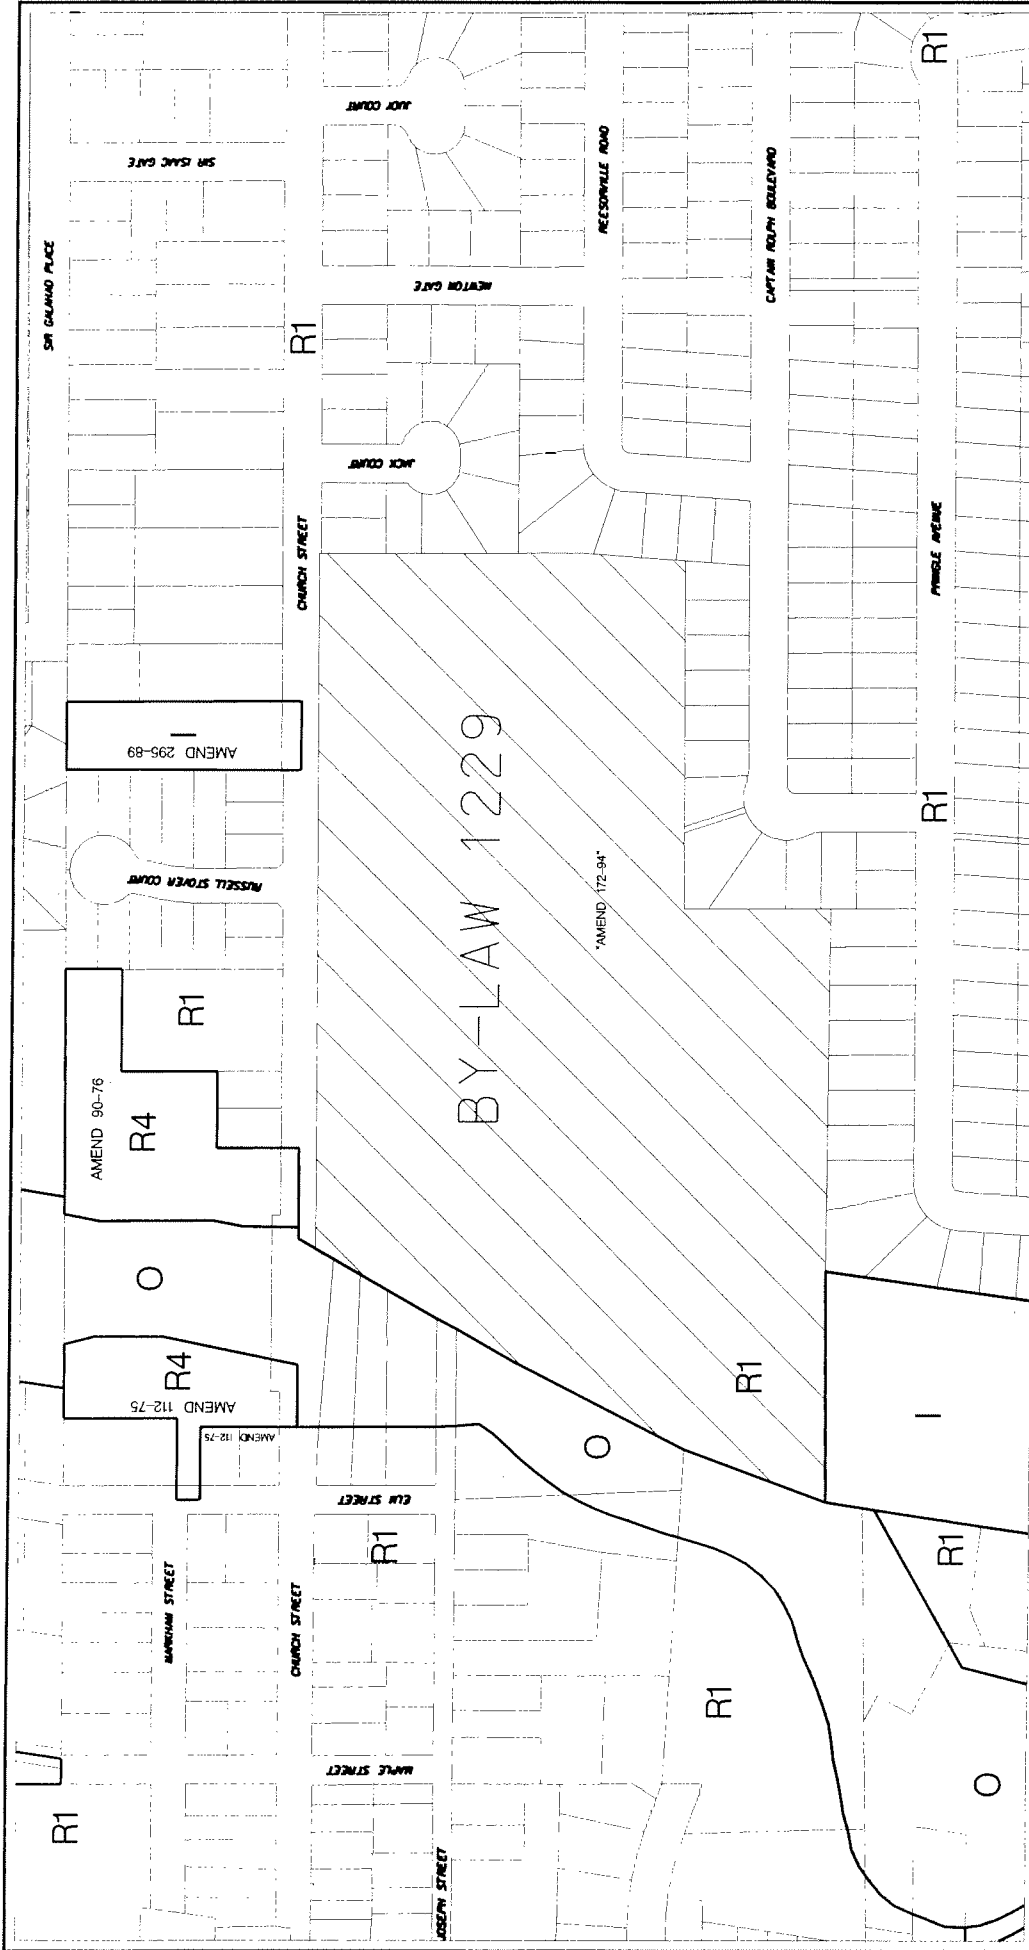 SIR GALAHAD PLACE
SIR ISAAC GATE
JUDY COURT
REESORVILLE ROAD
CAPTAIN ROLPH BOULEVARD
R1
NEWTON GATE
R1
JACK COURT
CHURCH STREET
PRINGLE AVENUE
I
AMEND 295-89
RUSSELL STOVER COURT
BY-LAW 1229
"AMEND 172-94"
R1
R1
AMEND 90-76
R4
O
R4
AMEND 112-75
AMEND 112-75
R1
I
O
ELM STREET
R1
R1
MARKHAM STREET
CHURCH STREET
R1
MAPLE STREET
O
R1
JOSEPH STREET